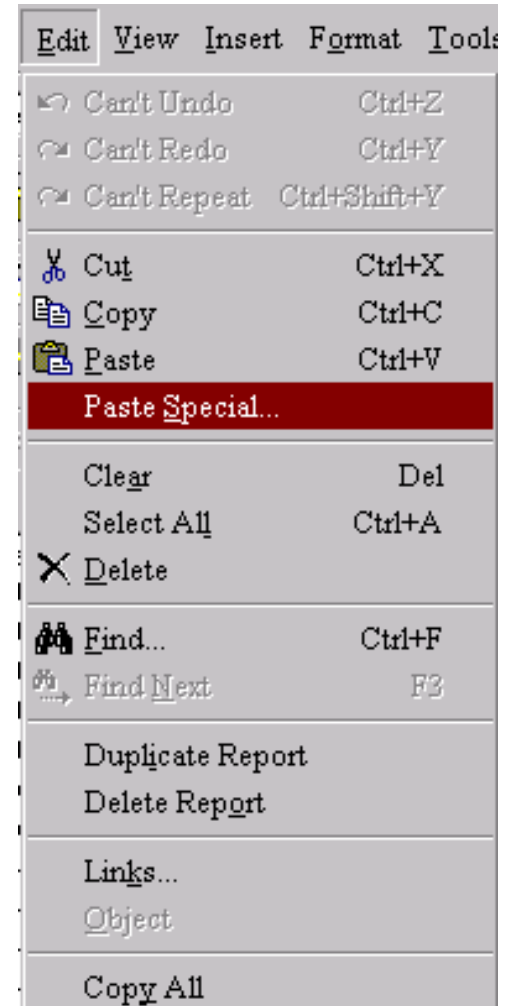 Edit View Insert Format Tools
Can't Undo Ctrl+Z
Can't Redo Ctrl+Y
Can't Repeat Ctrl+Shift+Y
Cut Ctrl+X
Copy Ctrl+C
Paste Ctrl+V
Paste Special...
Clear Del
Select All Ctrl+A
Delete
Find... Ctrl+F
Find Next F3
Duplicate Report
Delete Report
Links...
Object
Copy All